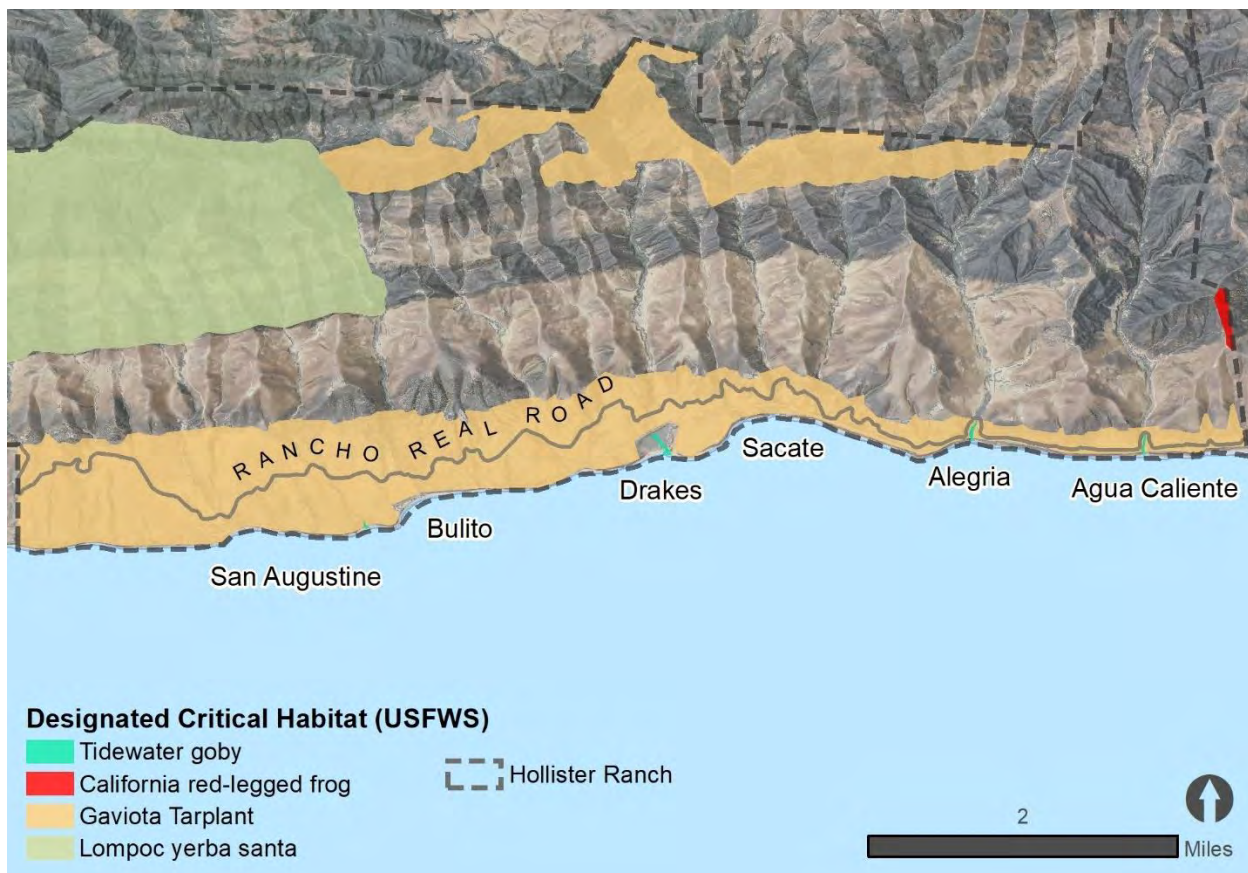 RANCHO REAL ROAD
Sacate
Drakes
Alegria
Agua Caliente
Bulito
San Augustine
Designated Critical Habitat (USFWS)
Tidewater goby
California red-legged frog
Gaviota Tarplant
Lompoc yerba santa
Hollister Ranch
2
Miles